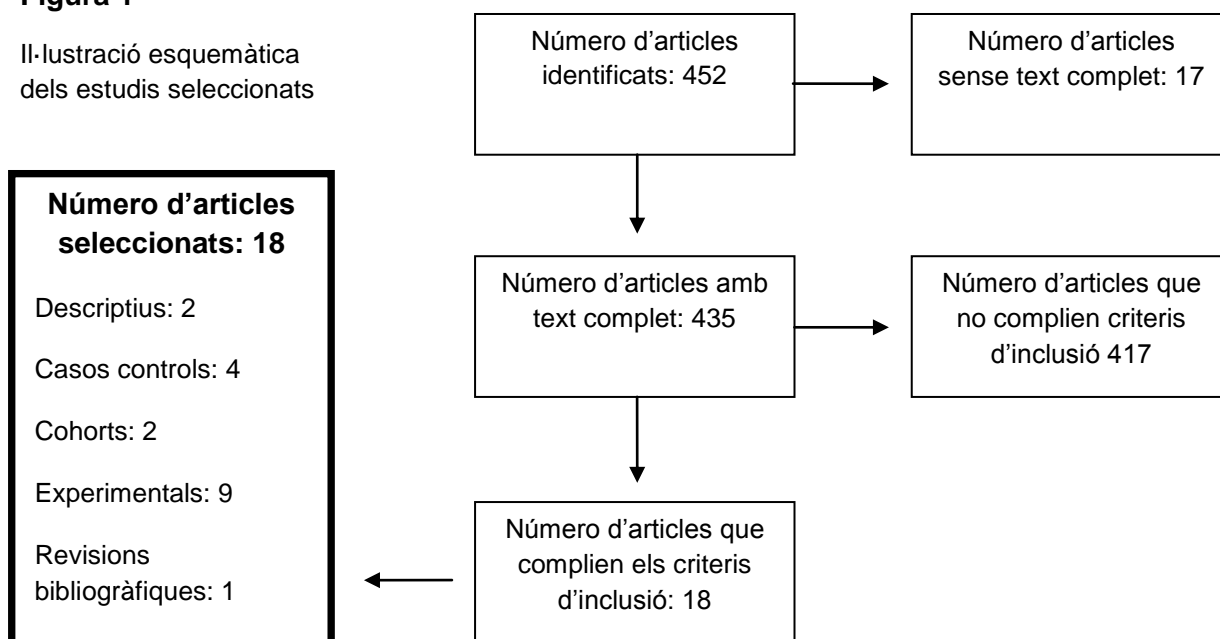 Figura 1
Il·lustració esquemàtica
dels estudis seleccionats
Número d’articles
identificats: 452
Número d’articles
sense text complet: 17
Número d’articles amb
text complet: 435
Número d’articles que
no complien criteris
d’inclusió 417
Número d’articles que
complien els criteris
d’inclusió: 18
Número d’articles
seleccionats: 18
Descriptius: 2
Casos controls: 4
Cohorts: 2
Experimentals: 9
Revisions
bibliogràfiques: 1